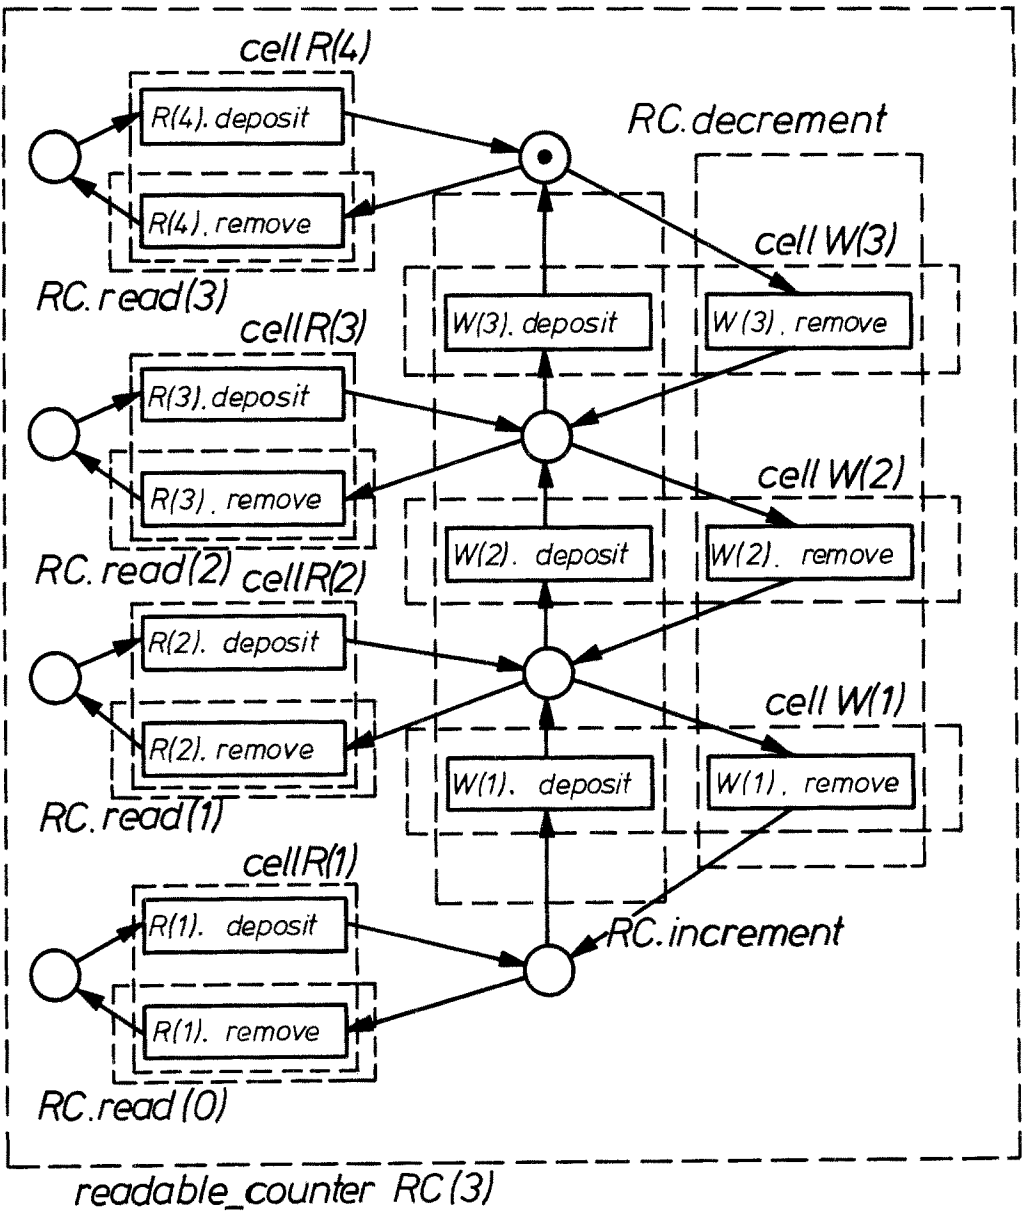 cell R(4)
R(4). deposit
RC.decrement
R(4). remove
cell W(3)
RC.read(3)
W(3). deposit
W(3). remove
cell R(3)
R(3). deposit
cell W(2)
R(3). remove
W(2). deposit
W(2). remove
RC.read(2)
cell R(2)
R(2). deposit
cell W(1)
R(2). remove
W(1). deposit
W(1). remove
RC.read(1)
cell R(1)
R(1). deposit
RC.increment
R(1). remove
RC.read(0)
readable_counter RC(3)